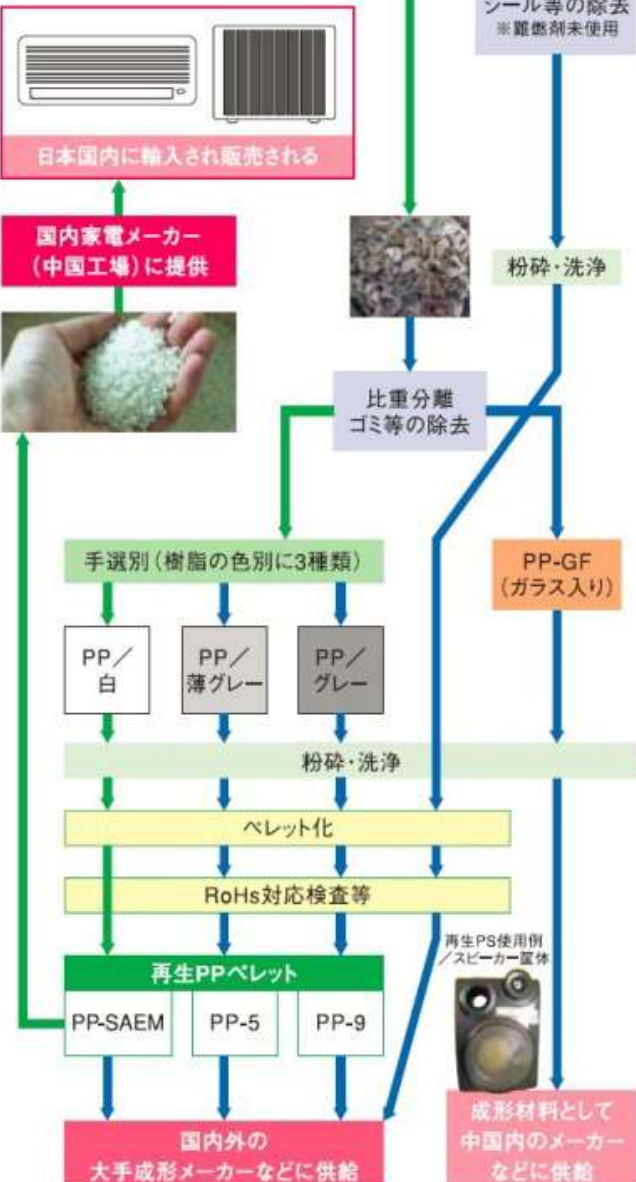 シール等の除去
※難燃剤未使用
日本国内に輸入され販売される
国内家電メーカー
(中国工場)に提供
粉砕・洗浄
比重分離
ゴミ等の除去
手選別(樹脂の色別に3種類)
PP-GF
(ガラス入り)
PP/
白
PP/
薄グレー
PP/
グレー
粉砕・洗浄
ペレット化
RoHs対応検査等
再生PS使用例
/スピーカー筐体
再生PPペレット
PP-SAEM
PP-5
PP-9
国内外の
大手成形メーカーなどに供給
成形材料として
中国内のメーカー
などに供給